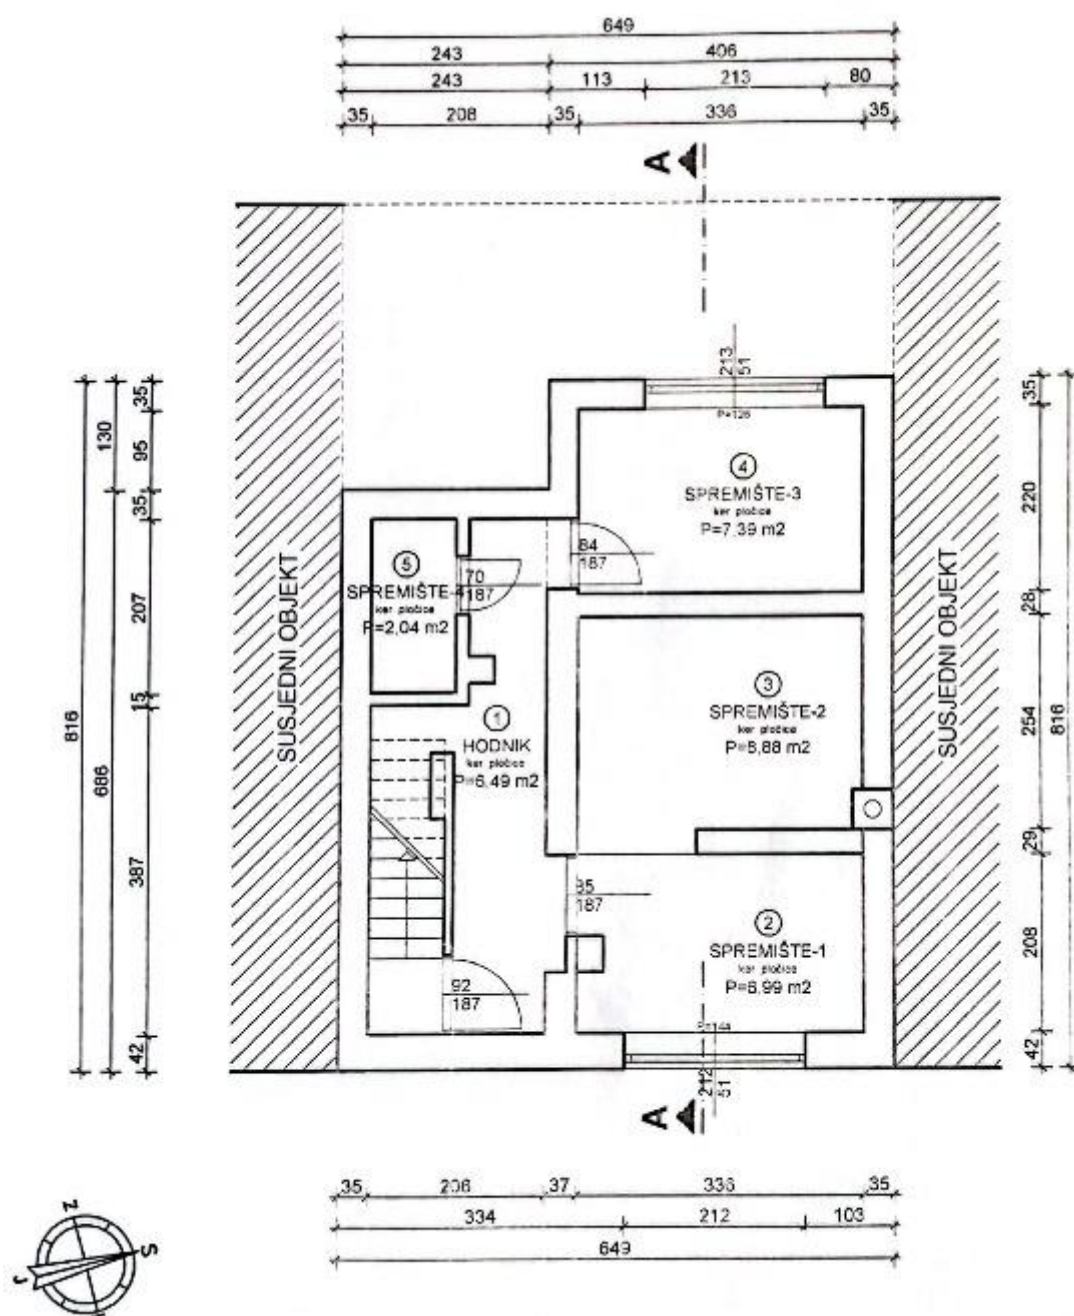 649
243 406
243 113 213 80
35 208 35 336 35
A
213
51
P=126
4
SPREMIŠTE-3
ker pločice
P=7,39 m2
84
187
5
SPREMIŠTE-4
ker pločice
P=2,04 m2
70
187
3
SPREMIŠTE-2
ker pločice
P=8,88 m2
1
HODNIK
ker pločice
P=6,49 m2
95
187
2
SPREMIŠTE-1
ker pločice
P=6,99 m2
92
187
P=144
212
51
A
SUSJEDNI OBJEKT
SUSJEDNI OBJEKT
816
130 686
35 95 35 207 15 387 42
35 220 28 254 29 208 42
816
35 206 37 336 35
334 212 103
649
Z
S
J